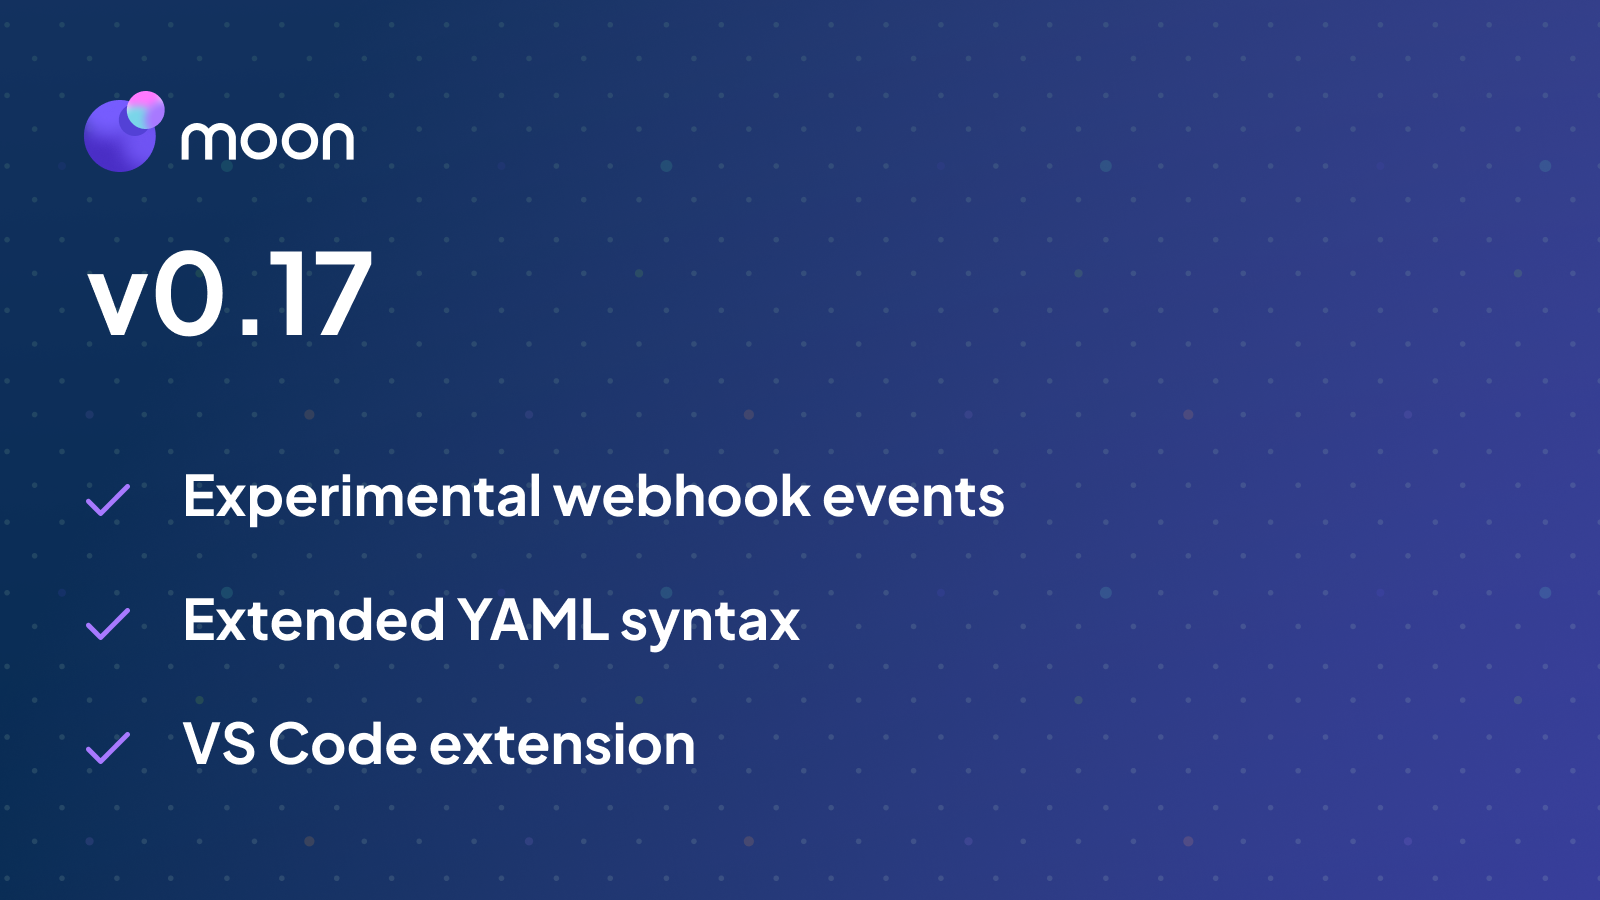 moon
v0.17
Experimental webhook events
Extended YAML syntax
VS Code extension